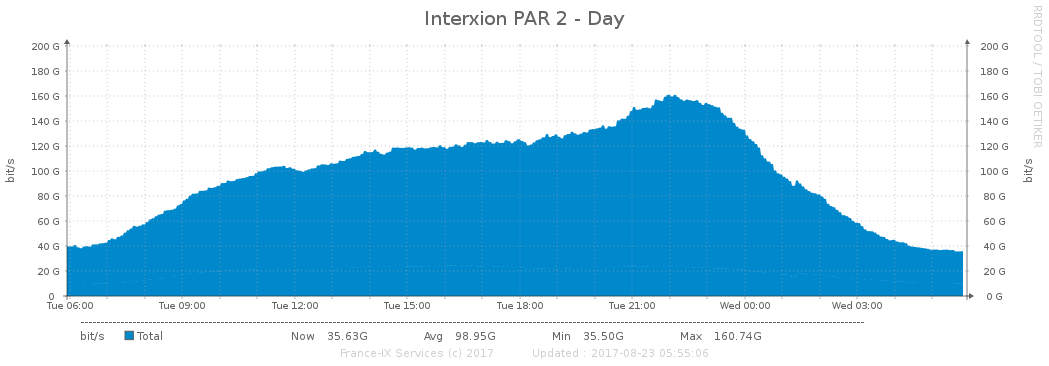 Interxion PAR 2 - Day
RRDTOOL / TOBI OETIKER
bit/s
bit/s
200 G 200 G
180 G 180 G
160 G 160 G
140 G 140 G
120 G 120 G
100 G 100 G
80 G 80 G
60 G 60 G
40 G 40 G
20 G 20 G
0 0 G
Tue 06:00 Tue 09:00 Tue 12:00 Tue 15:00 Tue 18:00 Tue 21:00 Wed 00:00 Wed 03:00
bit/s Total Now 35.63G Avg 98.95G Min 35.50G Max 160.74G
France-IX Services (c) 2017 Updated : 2017-08-23 05:55:06